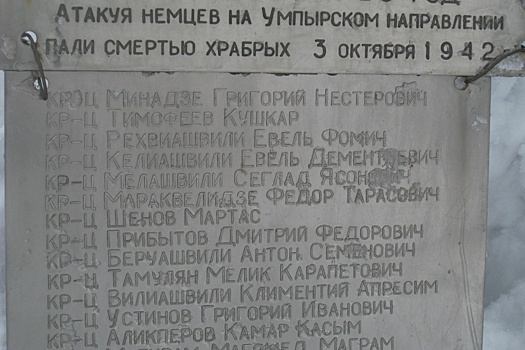 Атакуя немцев на Умпырском направлении
пали смертью храбрых 3 октября 1942
кр-ц Минадзе Григорий Нестерович
кр-ц Тимофеев Кушкар
кр-ц Рехвиашвили Евель Фомич
кр-ц Келиашвили Евель Дементьевич
кр-ц Мелашвили Сеглад Ясонович
кр-ц Мараквелидзе Федор Тарасович
кр-ц Шенов Мартас
кр-ц Прибытов Дмитрий Федорович
кр-ц Беруашвили Антон Семенович
кр-ц Тамулян Мелик Карапетович
кр-ц Вилиашвили Климентий Апресим
кр-ц Устинов Григорий Иванович
кр-ц Аликперов Камар Касым
Маграм